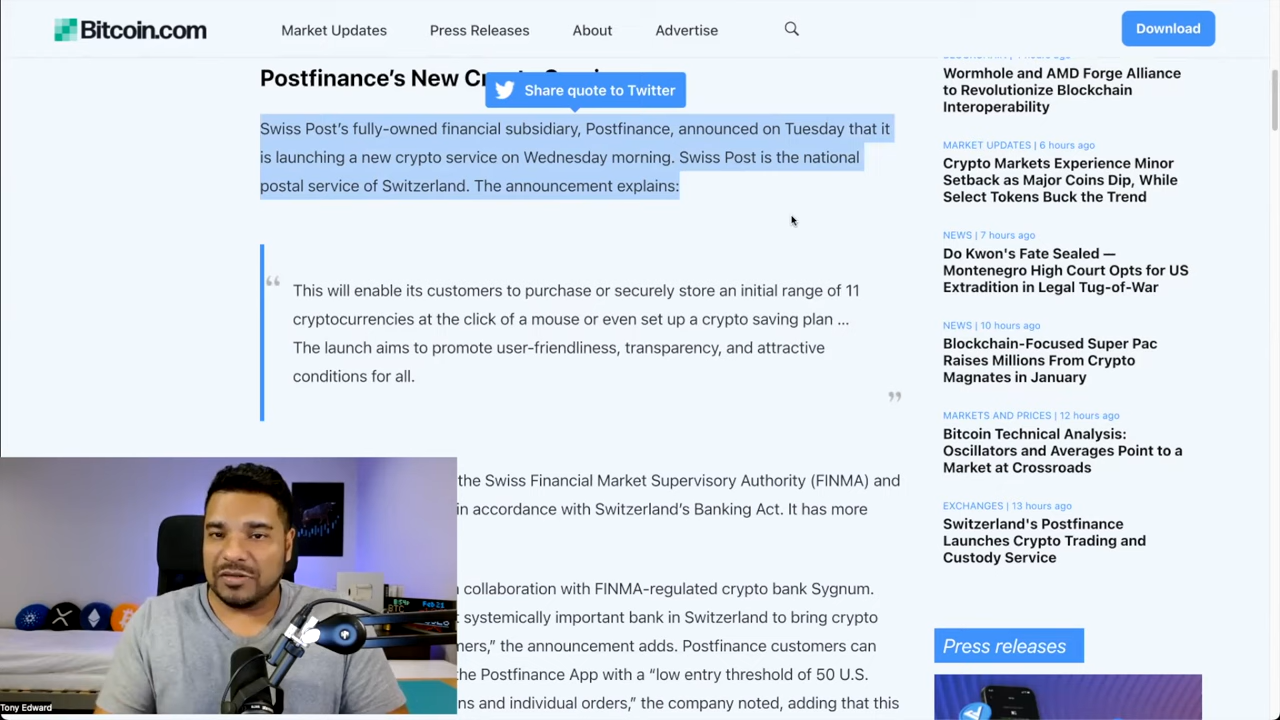 Bitcoin.com
Market Updates
Press Releases
About
Advertise
Download
Postfinance's New Cr
Share quote to Twitter
Swiss Post's fully-owned financial subsidiary, Postfinance, announced on Tuesday that it
is launching a new crypto service on Wednesday morning. Swiss Post is the national
postal service of Switzerland. The announcement explains:
“
This will enable its customers to purchase or securely store an initial range of 11
cryptocurrencies at the click of a mouse or even set up a crypto saving plan ...
The launch aims to promote user-friendliness, transparency, and attractive
conditions for all.
”
the Swiss Financial Market Supervisory Authority (FINMA) and
in accordance with Switzerland's Banking Act. It has more
collaboration with FINMA-regulated crypto bank Sygnum.
systemically important bank in Switzerland to bring crypto
ners,” the announcement adds. Postfinance customers can
the Postfinance App with a “low entry threshold of 50 U.S.
ns and individual orders,” the company noted, adding that this
Wormhole and AMD Forge Alliance
to Revolutionize Blockchain
Interoperability
MARKET UPDATES | 6 hours ago
Crypto Markets Experience Minor
Setback as Major Coins Dip, While
Select Tokens Buck the Trend
NEWS | 7 hours ago
Do Kwon's Fate Sealed —
Montenegro High Court Opts for US
Extradition in Legal Tug-of-War
NEWS | 10 hours ago
Blockchain-Focused Super Pac
Raises Millions From Crypto
Magnates in January
MARKETS AND PRICES | 12 hours ago
Bitcoin Technical Analysis:
Oscillators and Averages Point to a
Market at Crossroads
EXCHANGES | 13 hours ago
Switzerland's Postfinance
Launches Crypto Trading and
Custody Service
Press releases
BTC
Feb 21
Tony Edward